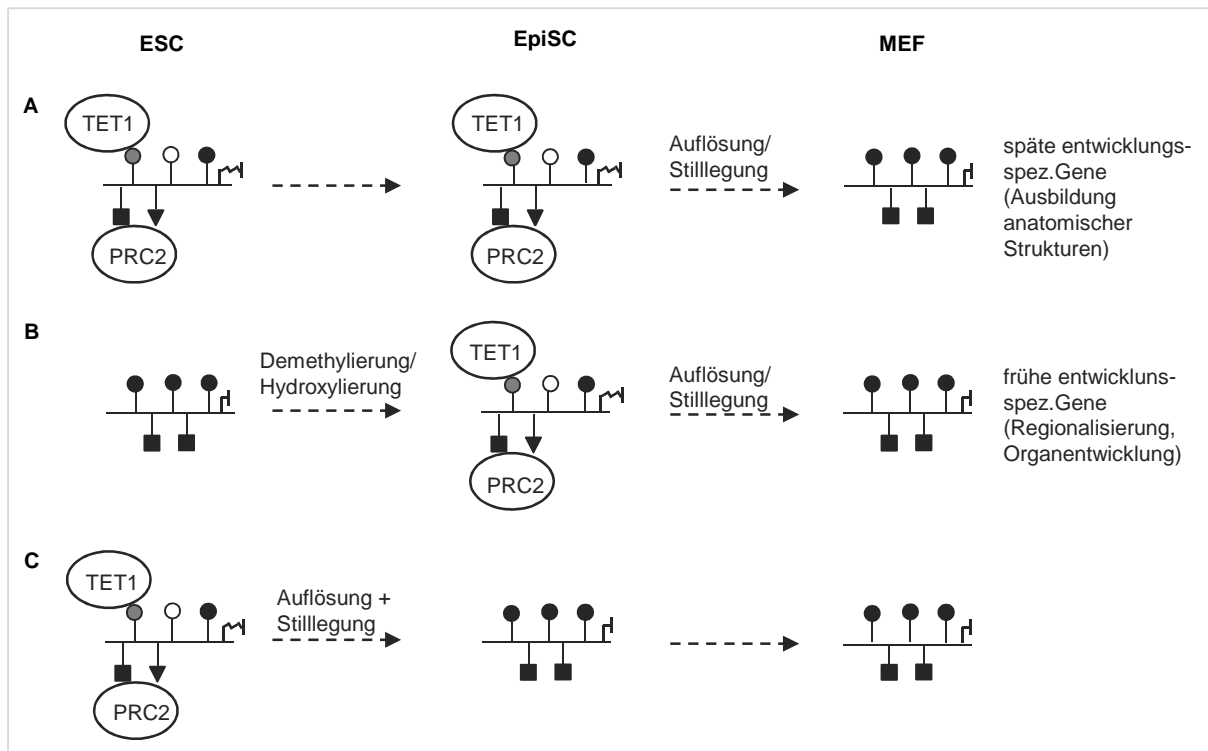 ESC
EpiSC
MEF
A
TET1
PRC2
TET1
PRC2
Auflösung/
Stilllegung
späte entwicklungs-
spez.Gene
(Ausbildung
anatomischer
Strukturen)
B
Demethylierung/
Hydroxylierung
TET1
PRC2
Auflösung/
Stilllegung
frühe entwickluns-
spez.Gene
(Regionalisierung,
Organentwicklung)
C
TET1
PRC2
Auflösung +
Stilllegung